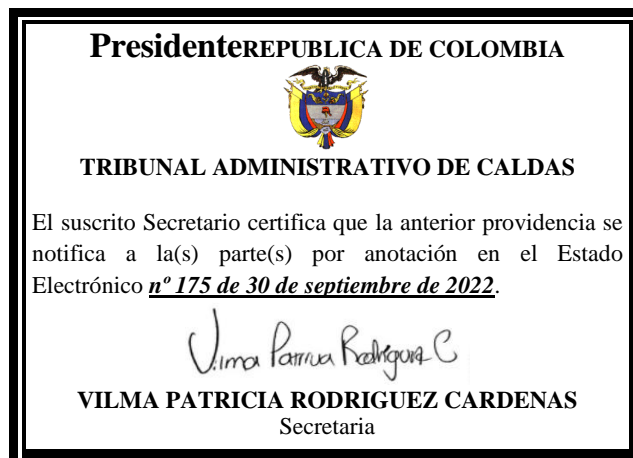 PresidenteREPUBLICA DE COLOMBIA
TRIBUNAL ADMINISTRATIVO DE CALDAS
El suscrito Secretario certifica que la anterior providencia se
notifica a la(s) parte(s) por anotación en el Estado
Electrónico nº 175 de 30 de septiembre de 2022.
Vilma Patricia Rodríguez C
VILMA PATRICIA RODRIGUEZ CARDENAS
Secretaria